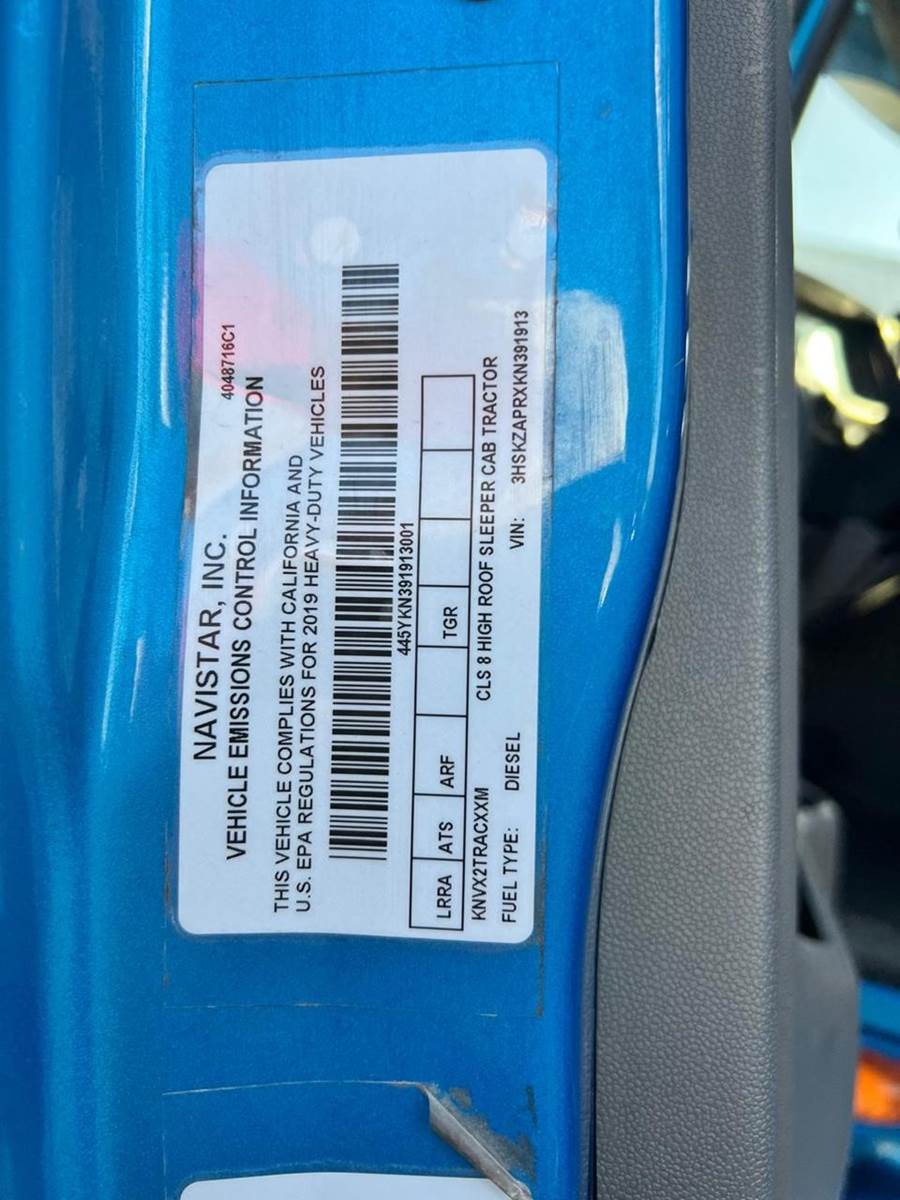 4048716C1
NAVISTAR, INC.
VEHICLE EMISSIONS CONTROL INFORMATION
THIS VEHICLE COMPLIES WITH CALIFORNIA AND
U.S. EPA REGULATIONS FOR 2019 HEAVY-DUTY VEHICLES
445YKN391913001
LRRA ATS ARF TGR
KNVX2TRACXXM CLS 8 HIGH ROOF SLEEPER CAB TRACTOR
FUEL TYPE: DIESEL VIN: 3HSKZAPRXKN391913